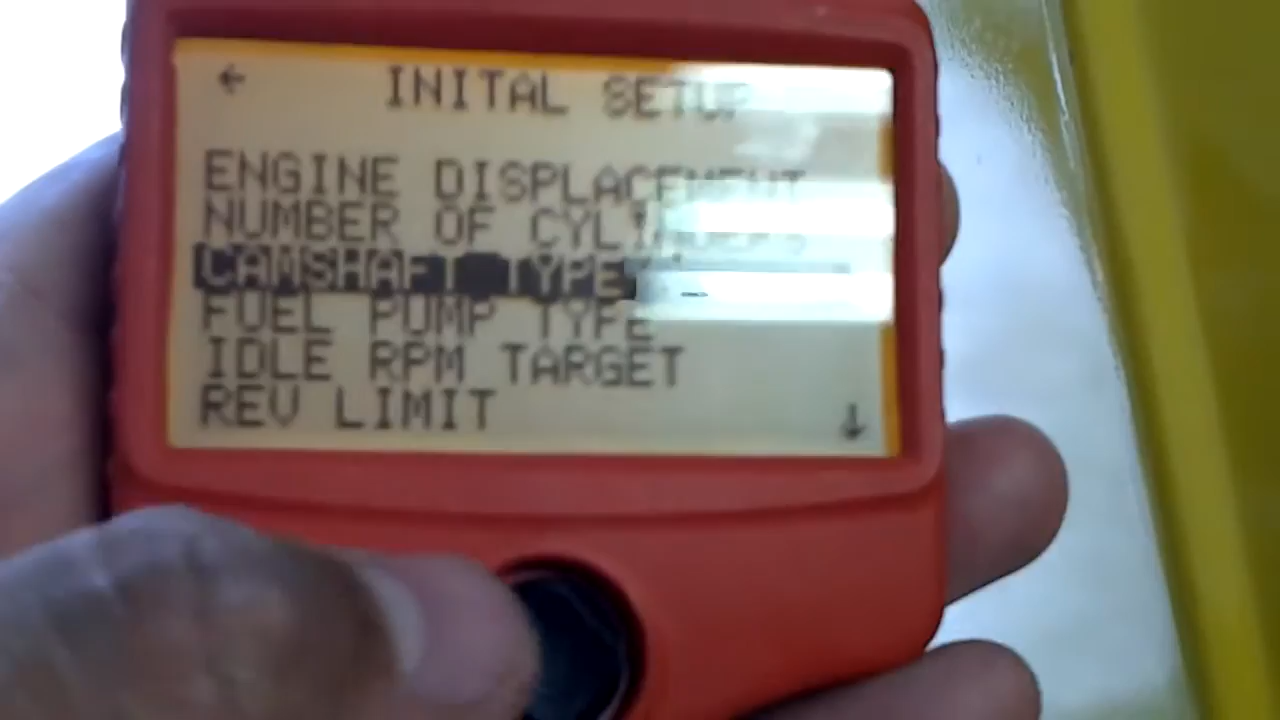 ← INITAL SETUP
ENGINE DISPLACEMENT
NUMBER OF CYLINDERS
CAMSHAFT TYPE
FUEL PUMP TYPE
IDLE RPM TARGET
REV LIMIT ↓